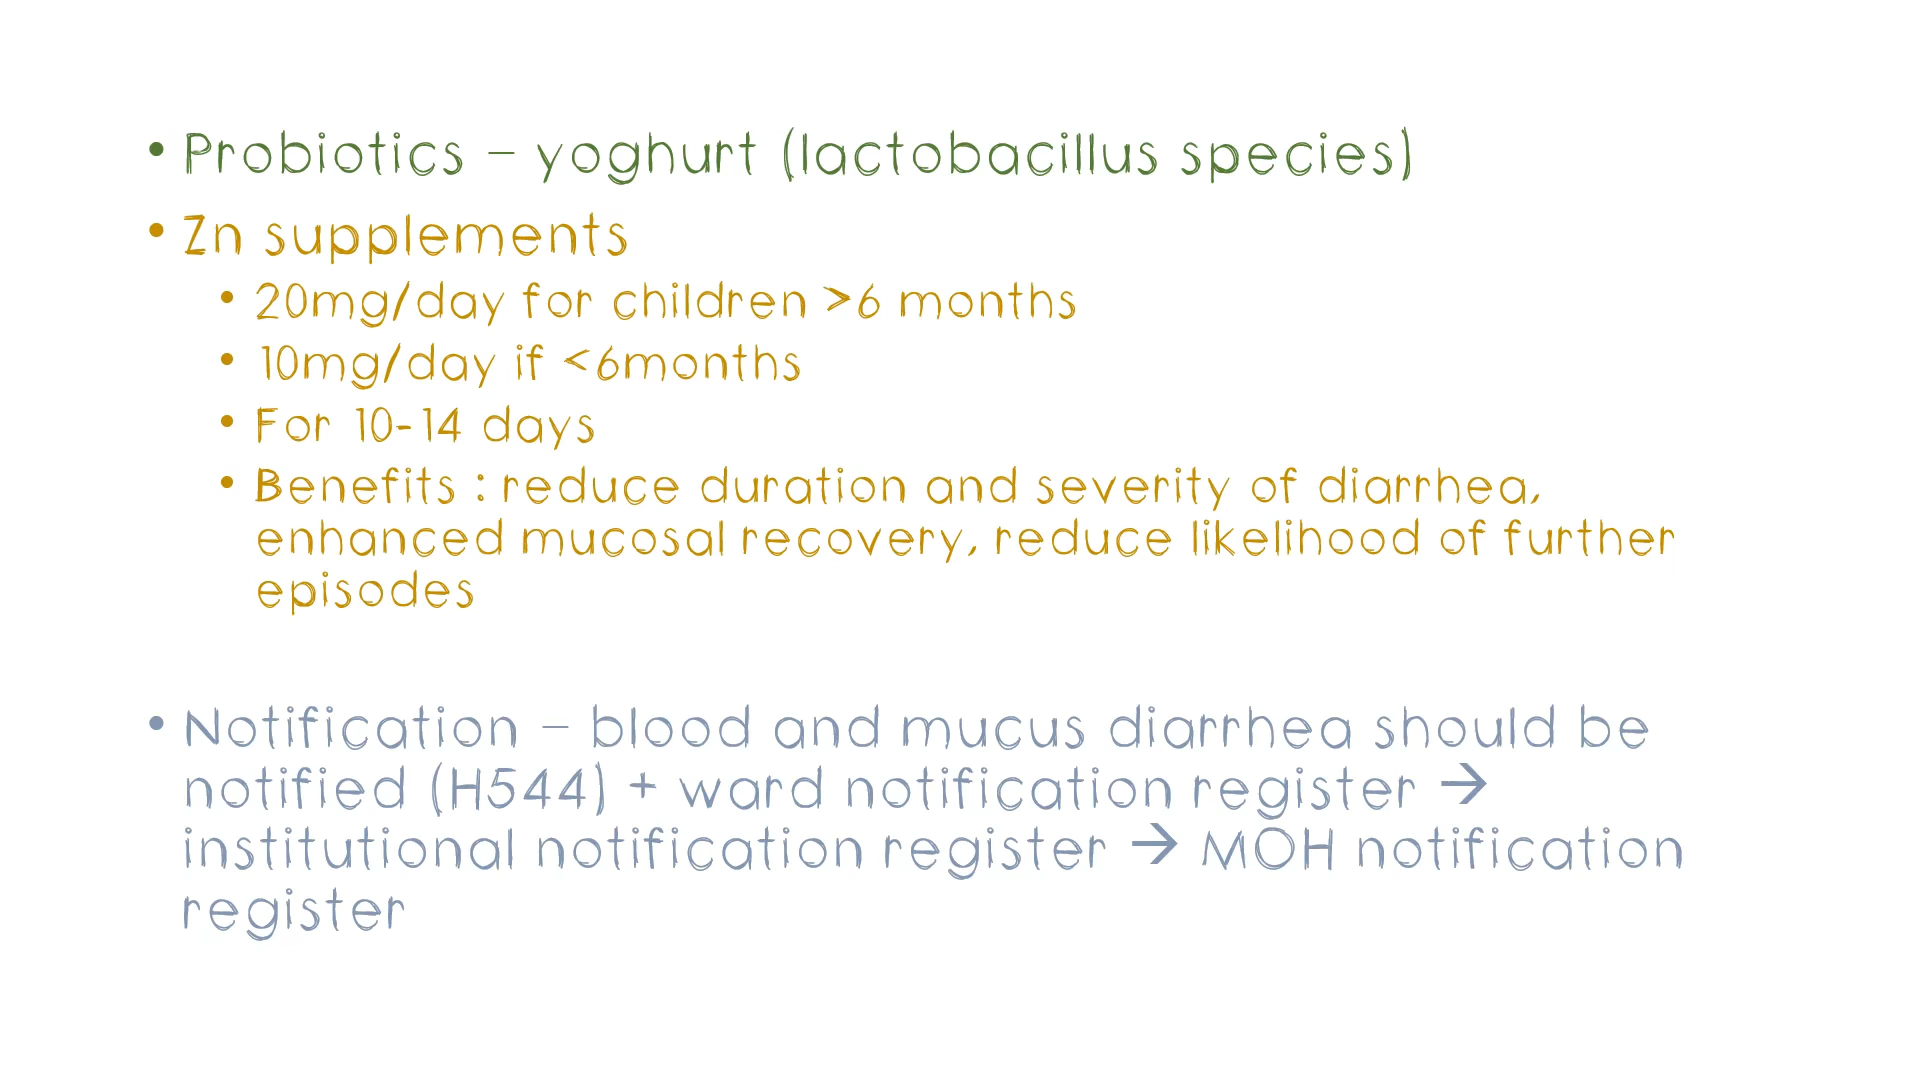 • Probiotics – yoghurt (lactobacillus species)
• Zn supplements
• 20mg/day for children >6 months
• 10mg/day if <6months
• For 10-14 days
• Benefits : reduce duration and severity of diarrhea,
enhanced mucosal recovery, reduce likelihood of further
episodes
• Notification – blood and mucus diarrhea should be
notified (H544) + ward notification register →
institutional notification register → MOH notification
register